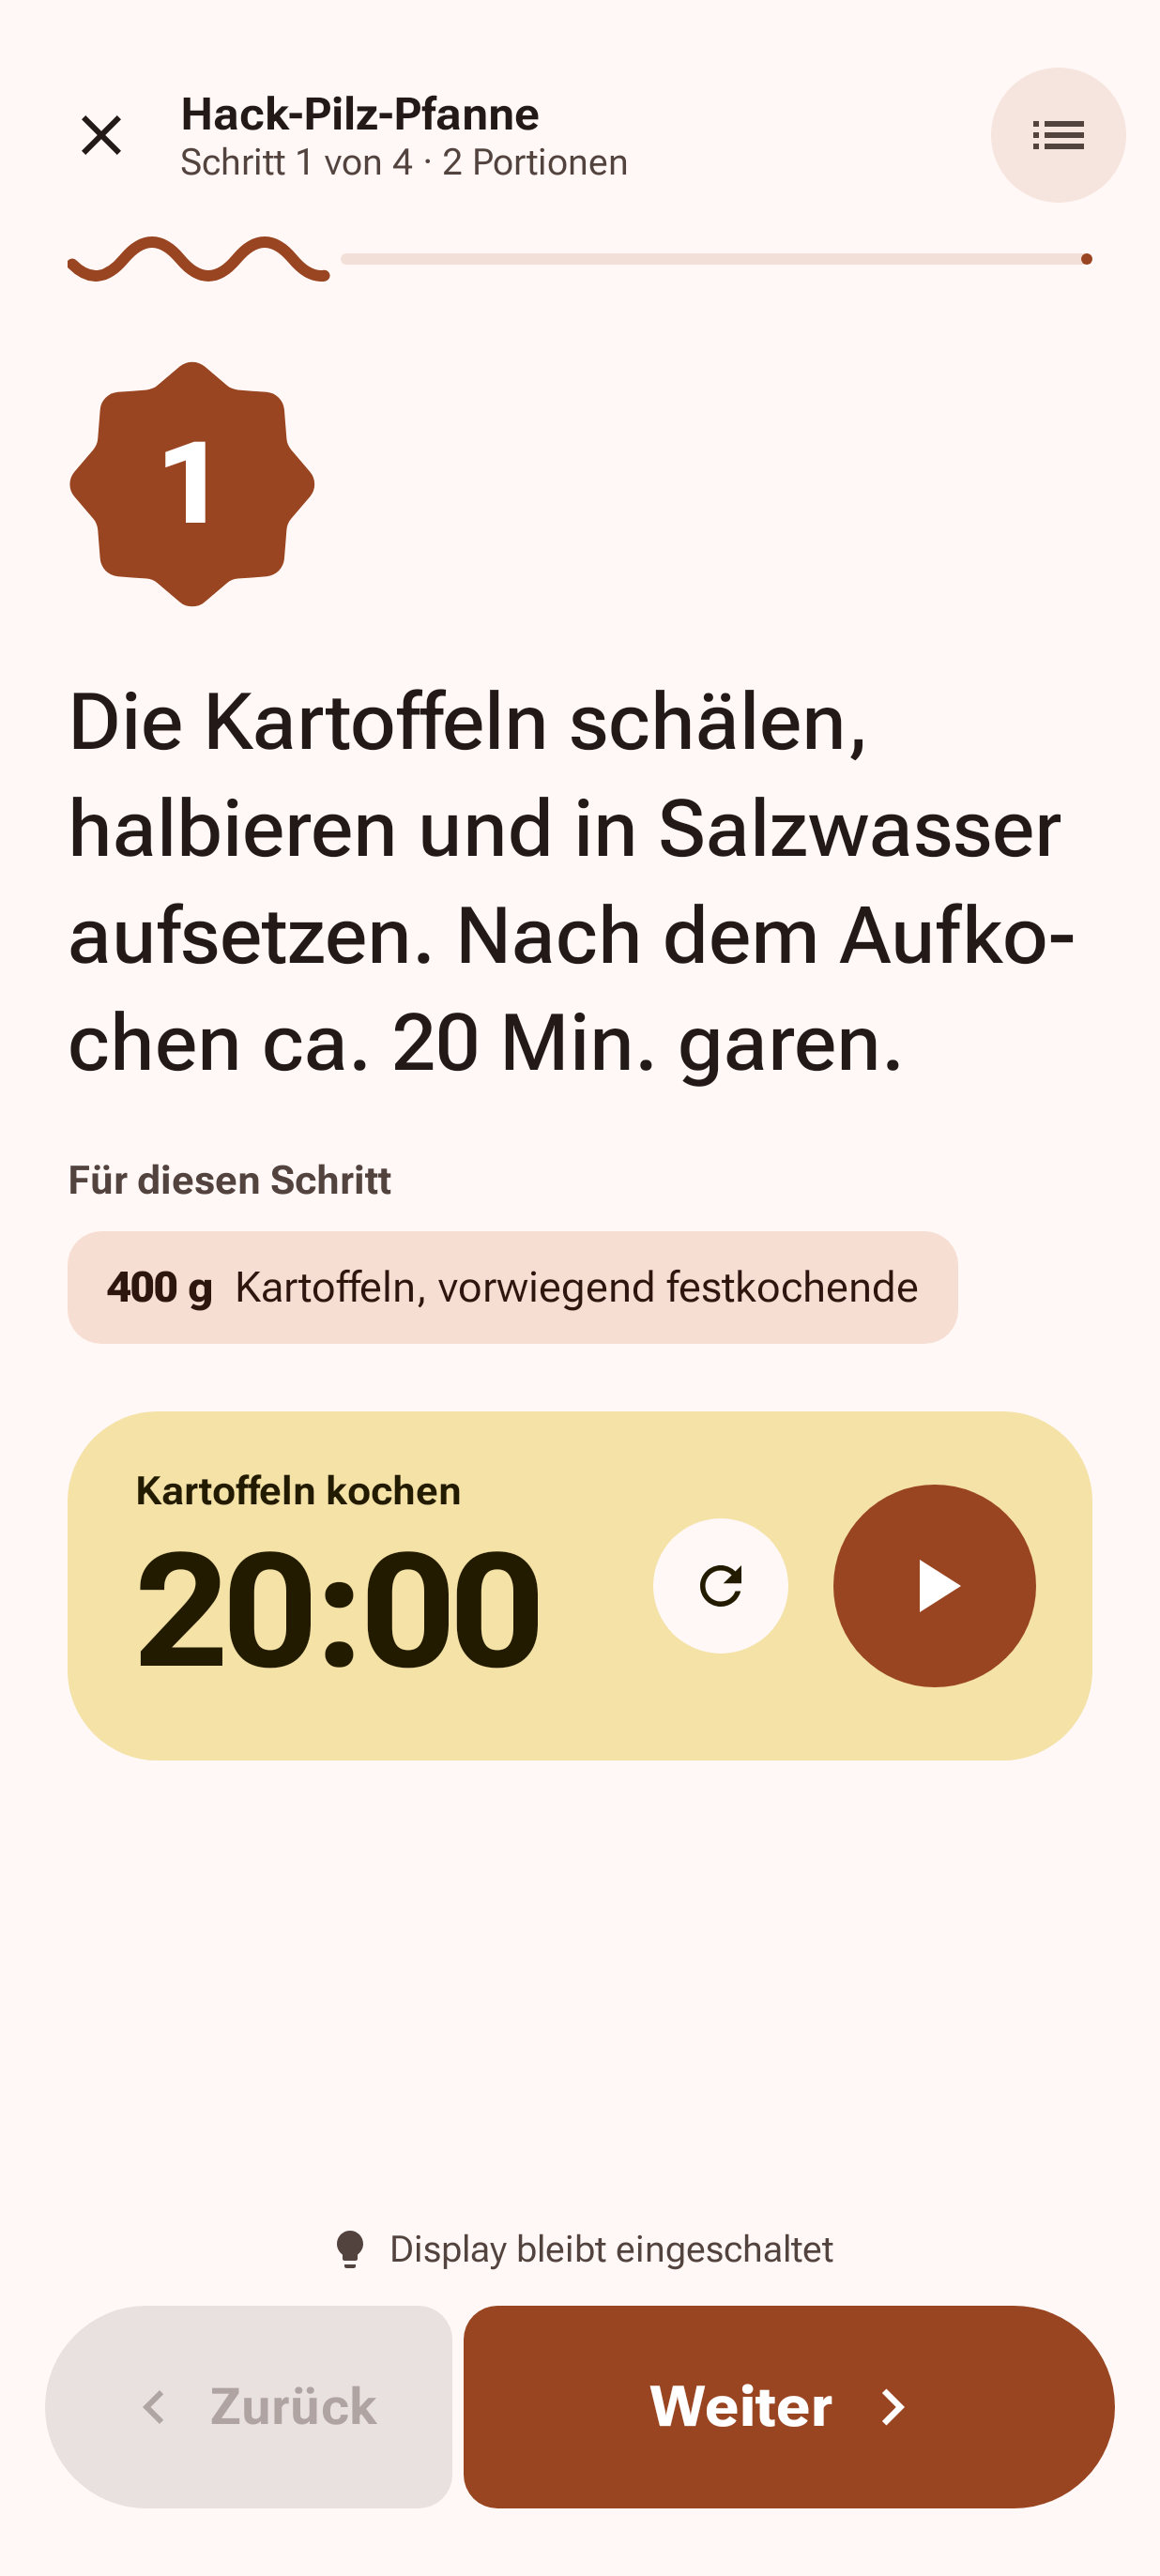 Hack-Pilz-Pfanne
Schritt 1 von 4 · 2 Portionen
1
Die Kartoffeln schälen,
halbieren und in Salzwasser
aufsetzen. Nach dem Aufko-
chen ca. 20 Min. garen.
Für diesen Schritt
400 g Kartoffeln, vorwiegend festkochende
Kartoffeln kochen
20:00
Display bleibt eingeschaltet
Zurück
Weiter